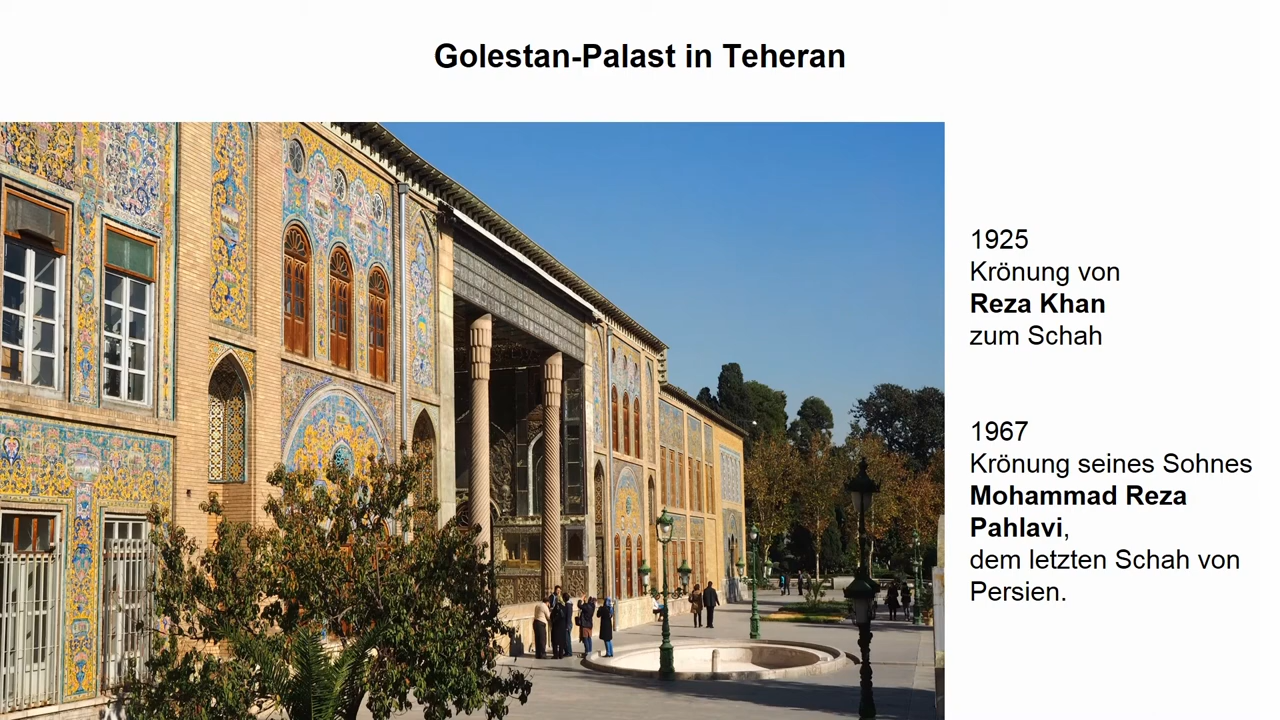 Golestan-Palast in Teheran
1925
Krönung von
Reza Khan
zum Schah
1967
Krönung seines Sohnes
Mohammad Reza
Pahlavi,
dem letzten Schah von
Persien.